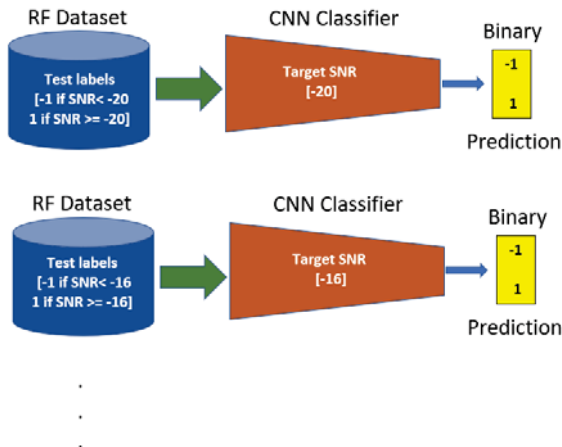 RF Dataset
CNN Classifier
Binary
Test labels
[-1 if SNR< -20
1 if SNR >= -20]
Target SNR
[-20]
-1
1
Prediction
RF Dataset
CNN Classifier
Binary
Test labels
[-1 if SNR< -16
1 if SNR >= -16]
Target SNR
[-16]
-1
1
Prediction
.
.
.